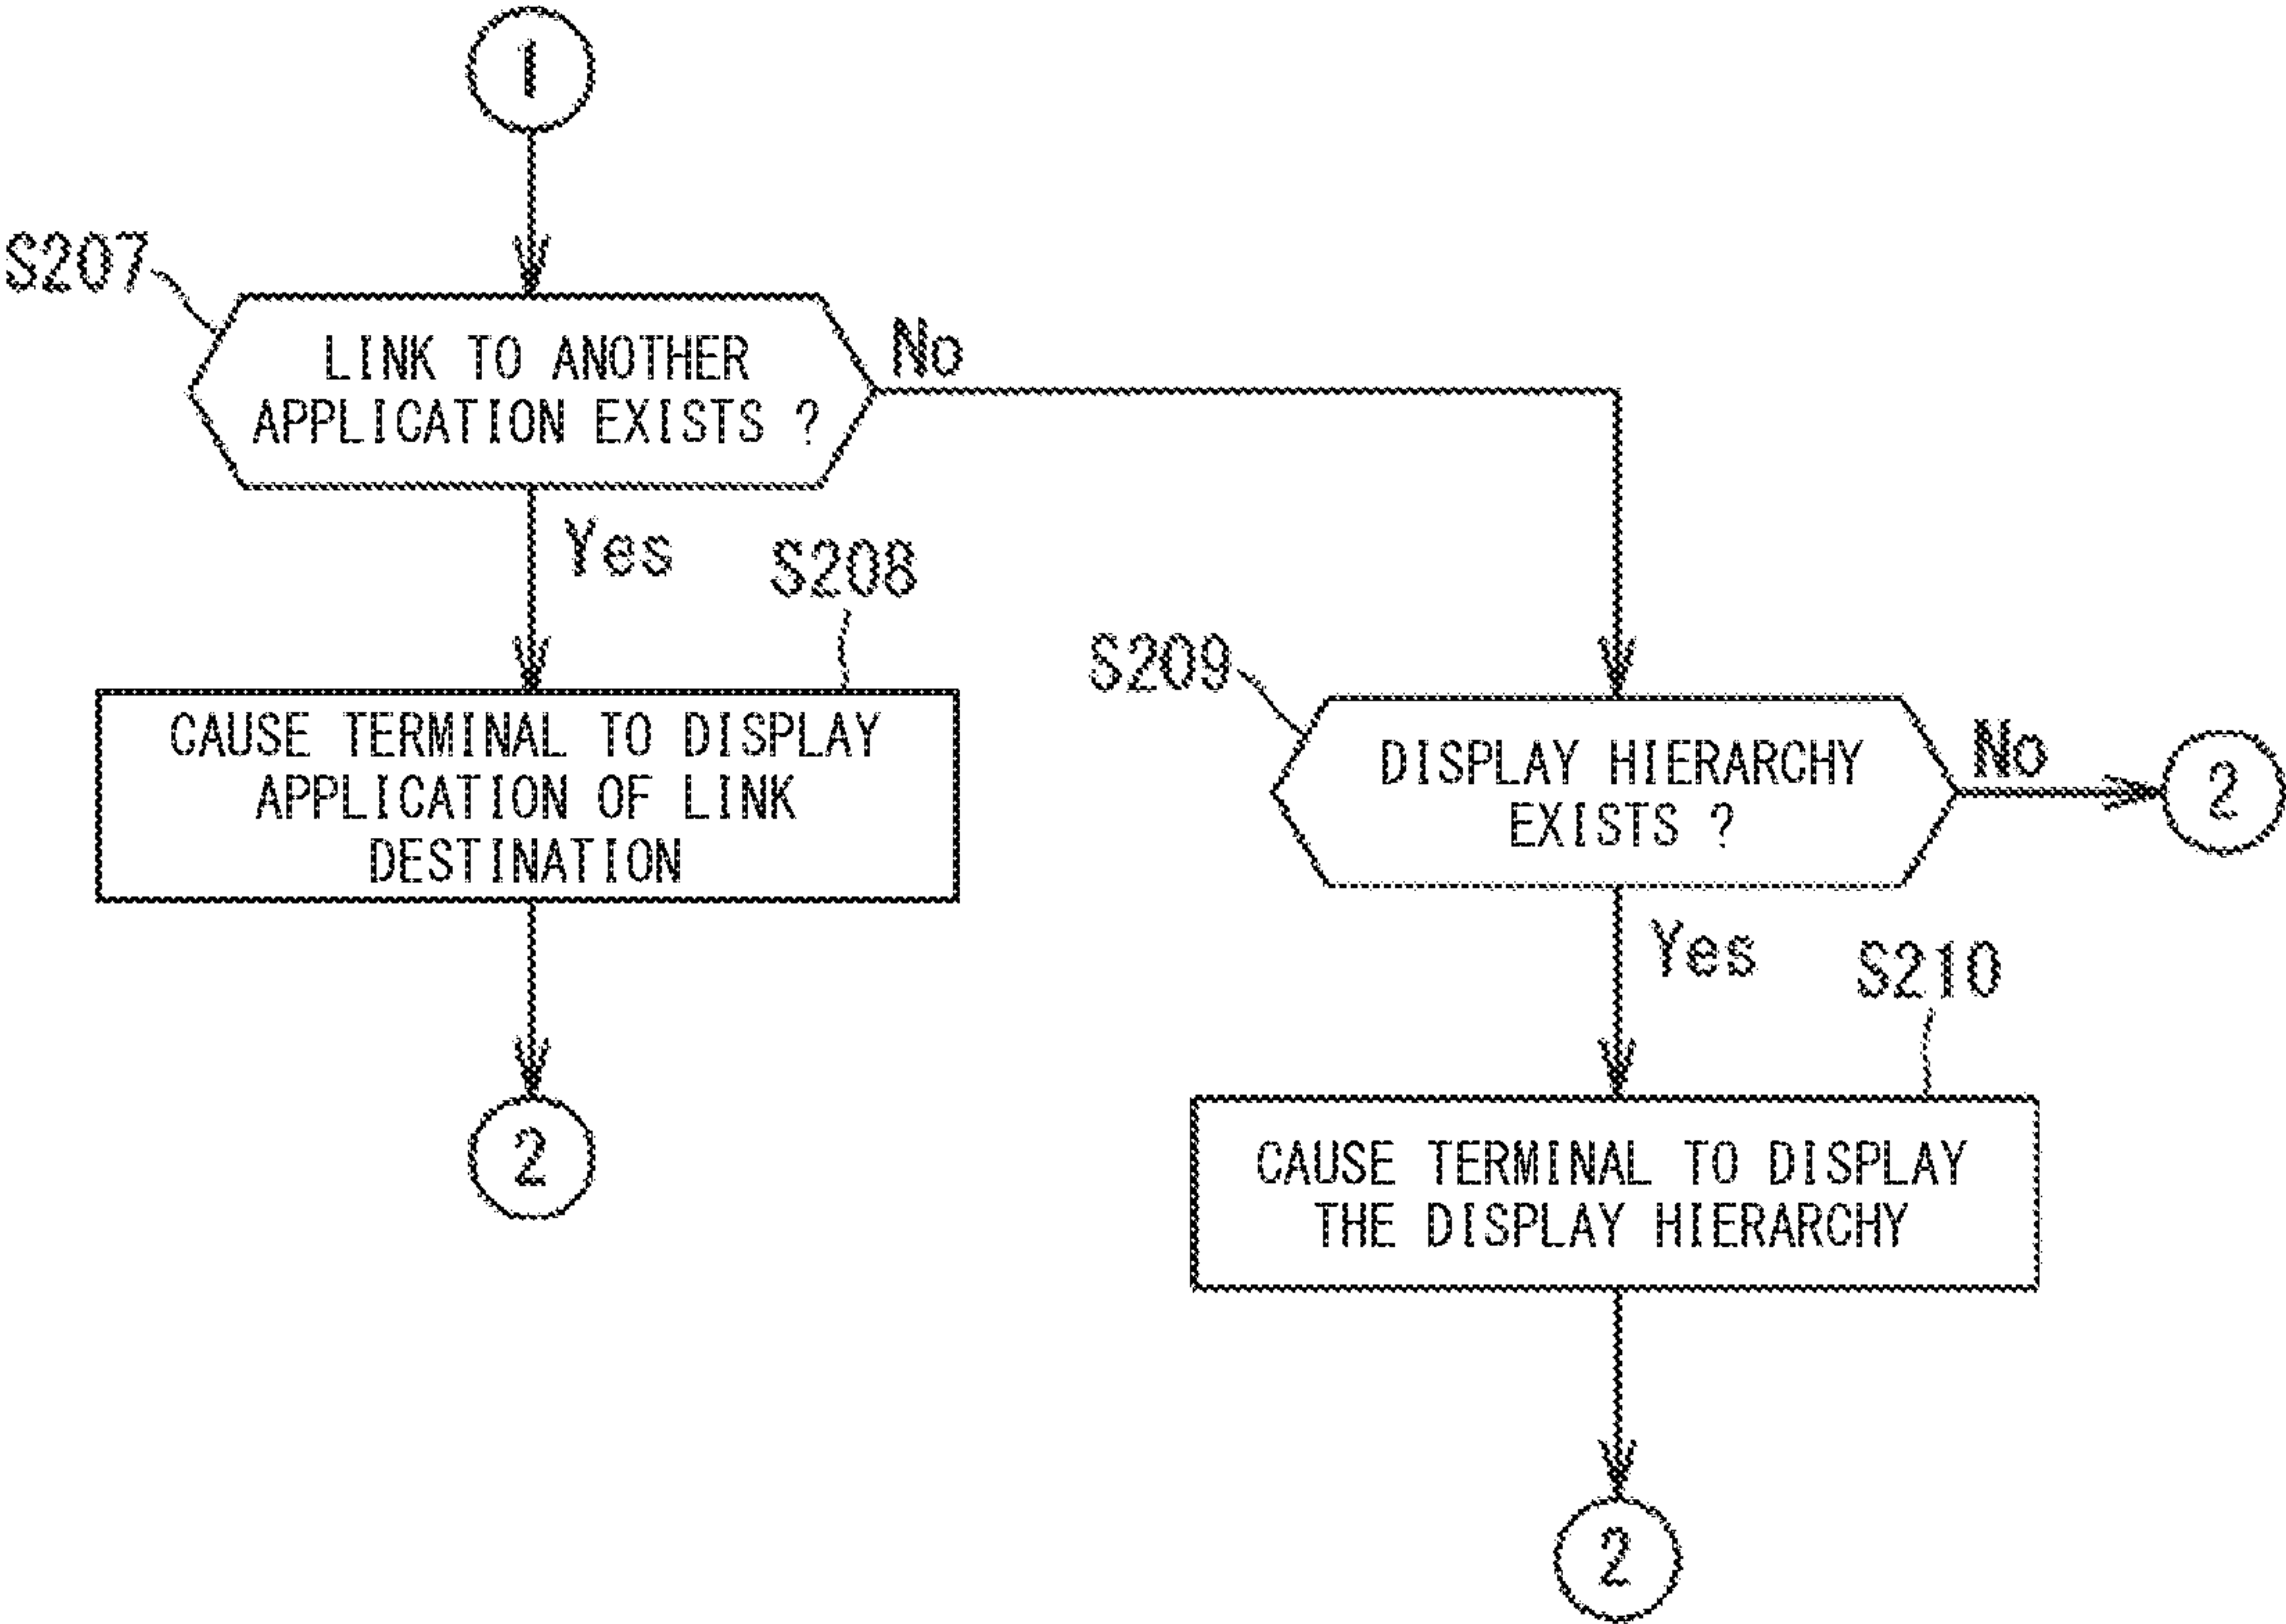 1
S207
LINK TO ANOTHER
APPLICATION EXISTS ?
No
Yes
S208
CAUSE TERMINAL TO DISPLAY
APPLICATION OF LINK
DESTINATION
2
S209
DISPLAY HIERARCHY
EXISTS ?
No
2
Yes
S210
CAUSE TERMINAL TO DISPLAY
THE DISPLAY HIERARCHY
2